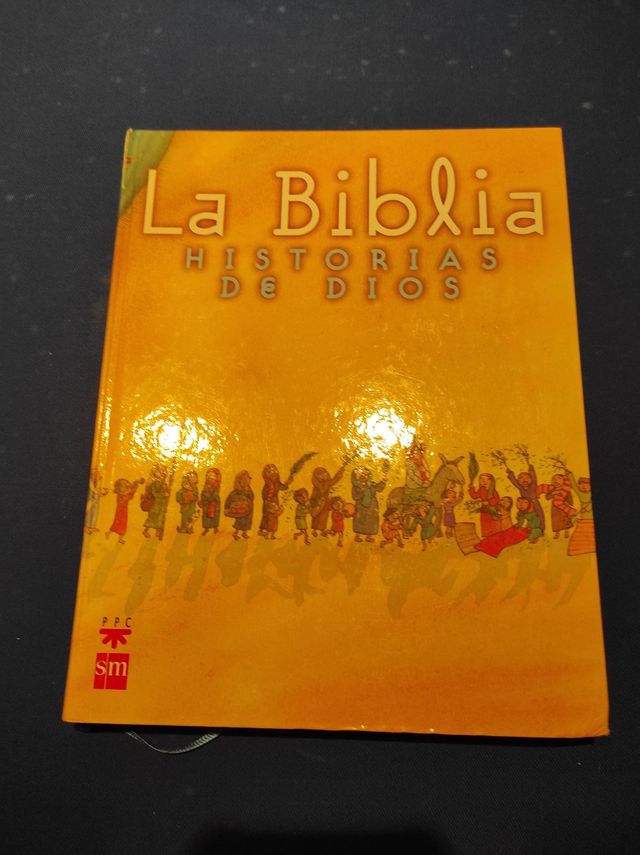 La Biblia
HISTORIAS
DE DIOS
PPC
sm